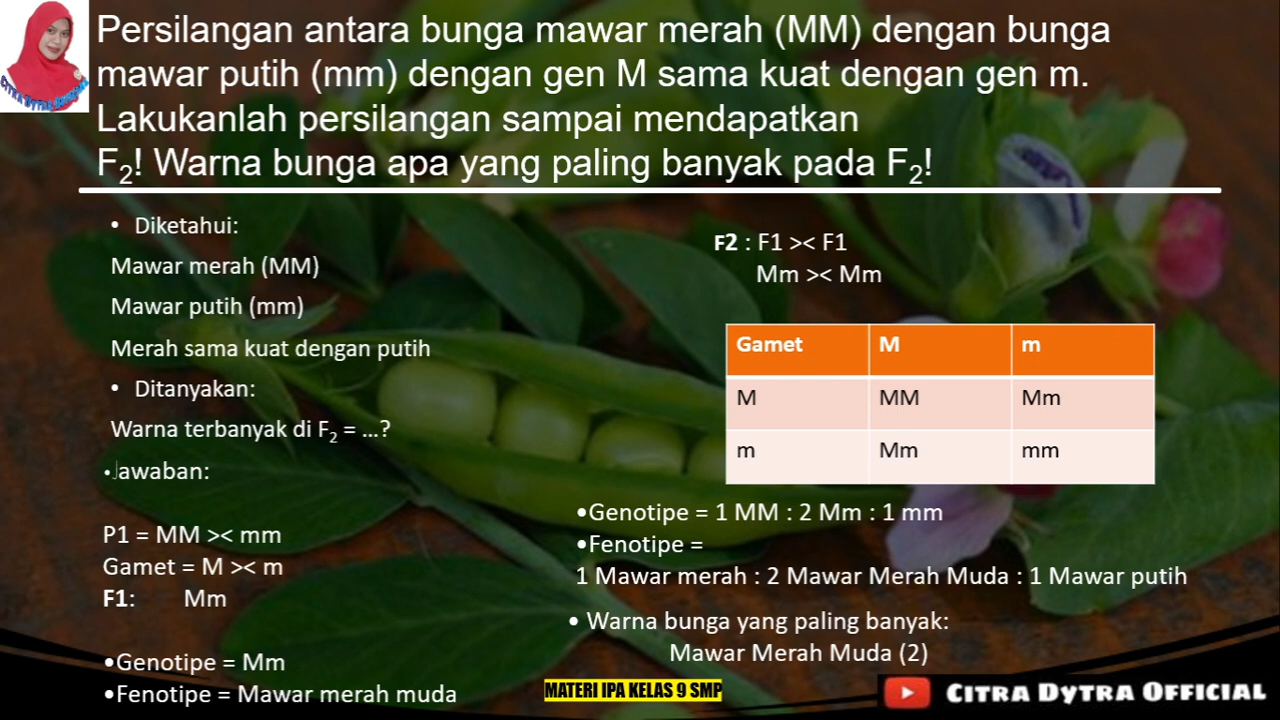 Persilangan antara bunga mawar merah (MM) dengan bunga
mawar putih (mm) dengan gen M sama kuat dengan gen m.
Lakukanlah persilangan sampai mendapatkan
F₂! Warna bunga apa yang paling banyak pada F₂!
• Diketahui:
Mawar merah (MM)
Mawar putih (mm)
Merah sama kuat dengan putih
• Ditanyakan:
Warna terbanyak di F₂ = ...?
• Jawaban:
P1 = MM >< mm
Gamet = M >< m
F1: Mm
•Genotipe = Mm
•Fenotipe = Mawar merah muda
F2 : F1 >< F1
Mm >< Mm
Gamet M m
M MM Mm
m Mm mm
•Genotipe = 1 MM : 2 Mm : 1 mm
•Fenotipe =
1 Mawar merah : 2 Mawar Merah Muda : 1 Mawar putih
• Warna bunga yang paling banyak:
Mawar Merah Muda (2)
MATERI IPA KELAS 9 SMP
CITRA DYTRA OFFICIAL